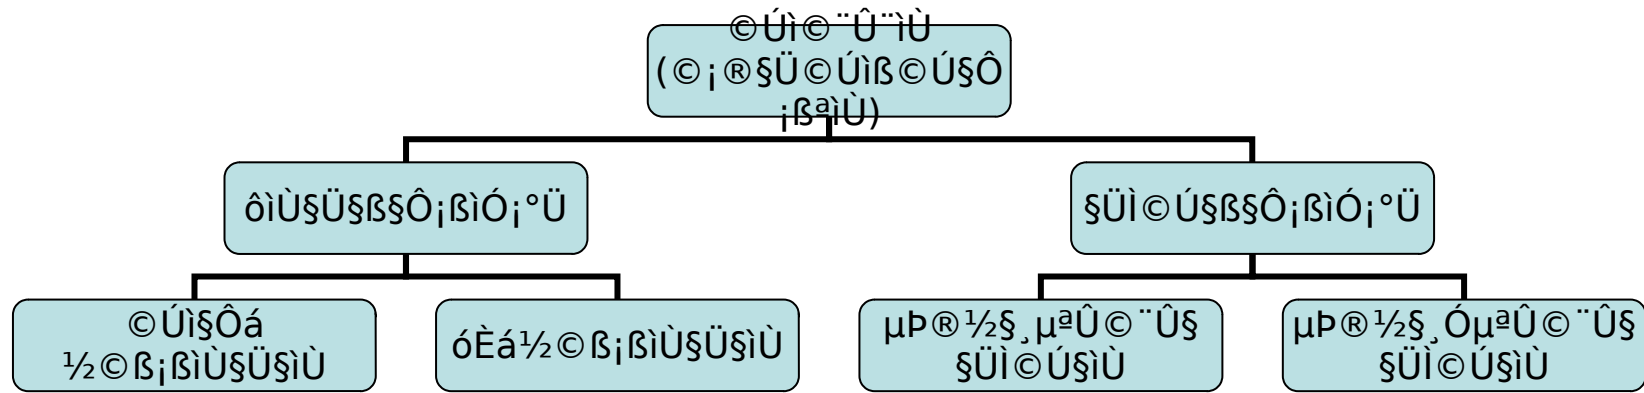 ©Úì©¨Û¨ìÙ
(©¡®§Ü©Úìß©Ú§Ô
¡ßªìÙ)
ôìÙ§Ü§ß§Ô¡ßìÓ¡°Ü
§ÜÌ©Ú§ß§Ô¡ßìÓ¡°Ü
©Úì§Ôá
½©ß¡ßìÙ§Ü§ìÙ
óÈá½©ß¡ßìÙ§Ü§ìÙ
µÞ®½§¸µªÛ©¨Û§
§ÜÌ©Ú§ìÙ
µÞ®½§¸ÓµªÛ©¨Û§
§ÜÌ©Ú§ìÙ